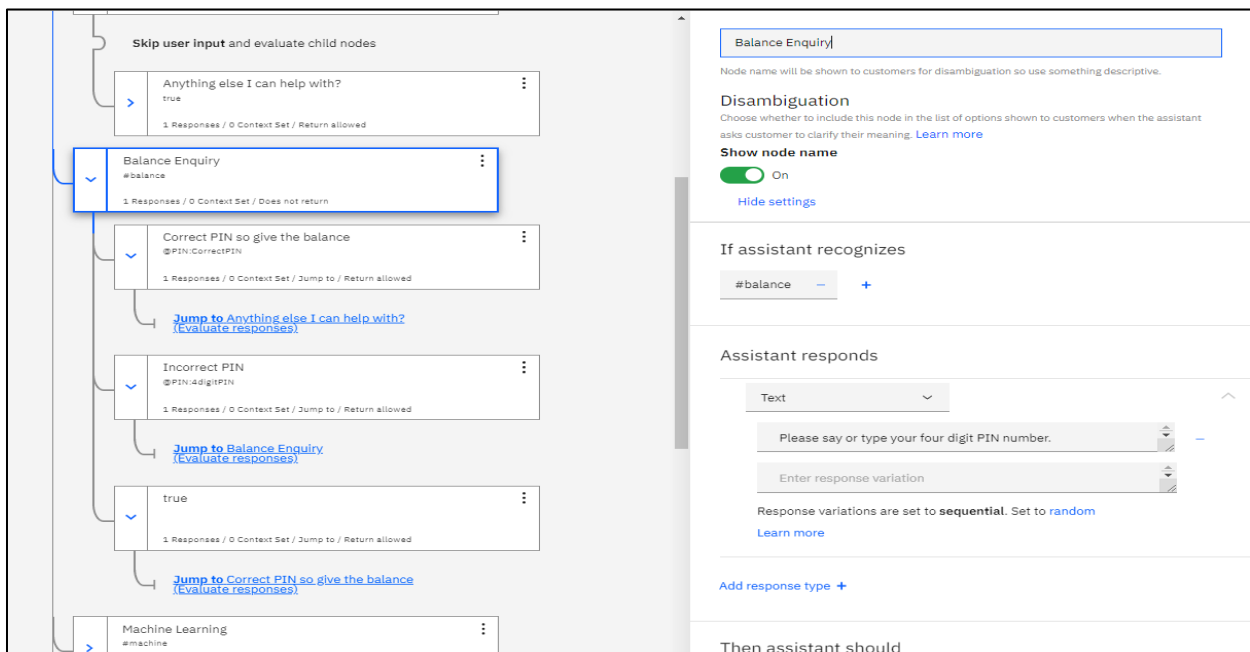 Skip user input and evaluate child nodes
Anything else I can help with?
true
1 Responses / 0 Context Set / Return allowed
Balance Enquiry
#balance
1 Responses / 0 Context Set / Does not return
Correct PIN so give the balance
@PIN:CorrectPIN
1 Responses / 0 Context Set / Jump to / Return allowed
Jump to Anything else I can help with?
(Evaluate responses)
Incorrect PIN
@PIN:4digitPIN
1 Responses / 0 Context Set / Jump to / Return allowed
Jump to Balance Enquiry
(Evaluate responses)
true
1 Responses / 0 Context Set / Jump to / Return allowed
Jump to Correct PIN so give the balance
(Evaluate responses)
Machine Learning
#machine
Balance Enquiry
Node name will be shown to customers for disambiguation so use something descriptive.
Disambiguation
Choose whether to include this node in the list of options shown to customers when the assistant
asks customer to clarify their meaning. Learn more
Show node name
On
Hide settings
If assistant recognizes
#balance
Assistant responds
Text
Please say or type your four digit PIN number.
Enter response variation
Response variations are set to sequential. Set to random
Learn more
Add response type +
Then assistant should